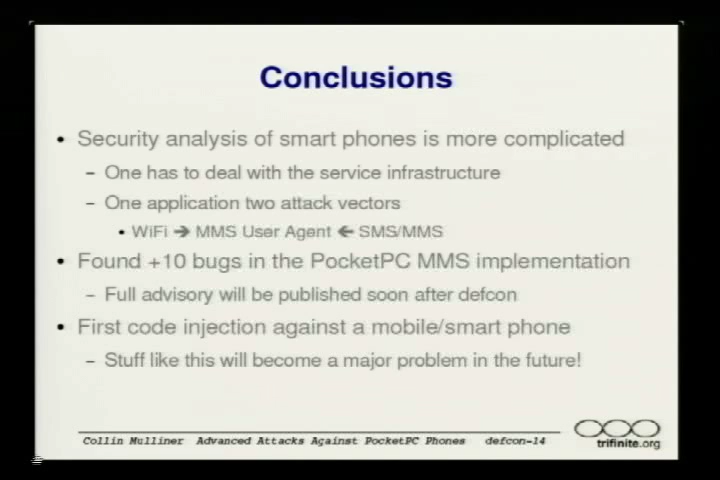 Conclusions
• Security analysis of smart phones is more complicated
– One has to deal with the service infrastructure
– One application two attack vectors
• WiFi ➔ MMS User Agent 🡰 SMS/MMS
• Found +10 bugs in the PocketPC MMS implementation
– Full advisory will be published soon after defcon
• First code injection against a mobile/smart phone
– Stuff like this will become a major problem in the future!
Collin Mulliner Advanced Attacks Against PocketPC Phones defcon-14
trifinite.org